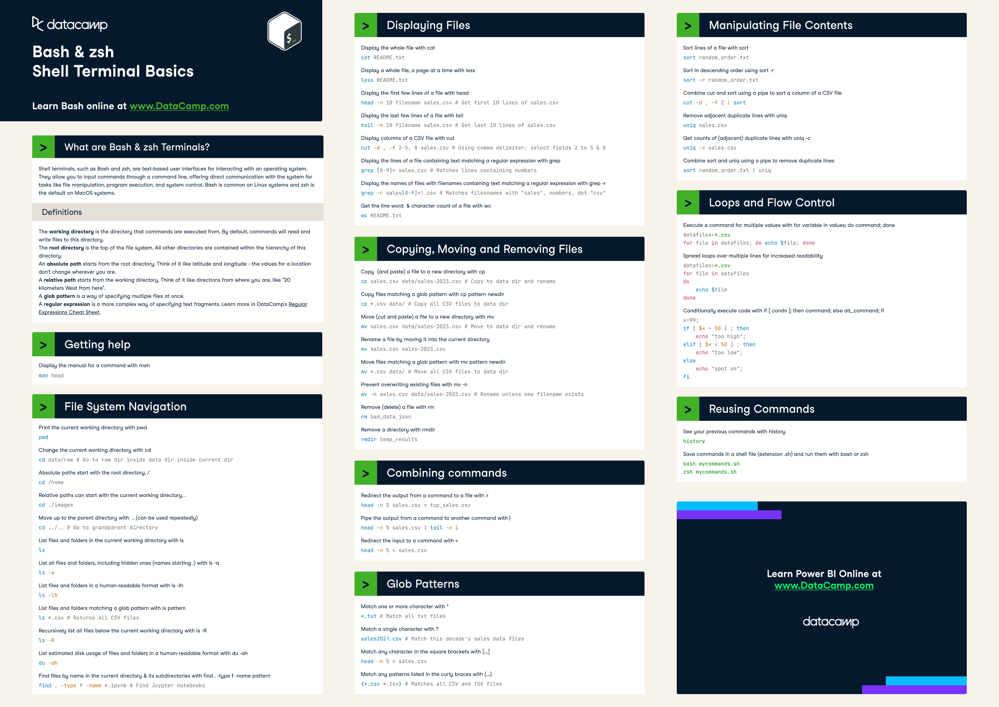 datacamp
$_
Bash & zsh
Shell Terminal Basics
Learn Bash online at www.DataCamp.com
> What are Bash & zsh Terminals?
Shell terminals, such as Bash and zsh, are text-based user interfaces for interacting with an operating system.
They allow you to input commands through a command line, offering direct communication with the system for
tasks like file manipulation, program execution, and system control. Bash is common on Linux systems and zsh is
the default on MacOS systems.
Definitions
The working directory is the directory that commands are executed from. By default, commands will read and
write files to this directory.
The root directory is the top of the file system. All other directories are contained within the hierarchy of this
directory.
An absolute path starts from the root directory. Think of it like latitude and longitude - the values for a location
don't change wherever you are.
A relative path starts from the working directory. Think of it like directions from where you are, like "20
kilometers West from here".
A glob pattern is a way of specifying multiple files at once.
A regular expression is a more complex way of specifying text fragments. Learn more in DataCamp's Regular
Expressions Cheat Sheet.
> Getting help
Display the manual for a command with man
man head
> File System Navigation
Print the current working directory with pwd
pwd
Change the current working directory with cd
cd data/raw # Go to raw dir inside data dir inside current dir
Absolute paths start with the root directory, /
cd /home
Relative paths can start with the current working directory, .
cd ./images
Move up to the parent directory with .. (can be used repeatedly)
cd ../.. # Go to grandparent directory
List files and folders in the current working directory with ls
ls
List all files and folders, including hidden ones (names starting .) with ls -a
ls -a
List files and folders in a human-readable format with ls -lh
ls -lh
List files and folders matching a glob pattern with ls pattern
ls *.csv # Returns all CSV files
Recursively list all files below the current working directory with ls -R
ls -R
List estimated disk usage of files and folders in a human-readable format with du -ah
du -ah
Find files by name in the current directory & its subdirectories with find . -type f -name pattern
find . -type f -name *.ipynb # Find Juypter notebooks
> Displaying Files
Display the whole file with cat
cat README.txt
Display a whole file, a page at a time with less
less README.txt
Display the first few lines of a file with head
head -n 10 filename sales.csv # Get first 10 lines of sales.csv
Display the last few lines of a file with tail
tail -n 10 filename sales.csv # Get last 10 lines of sales.csv
Display columns of a CSV file with cut
cut -d , -f 2-5, 8 sales.csv # Using comma delimiter, select fields 2 to 5 & 8
Display the lines of a file containing text matching a regular expression with grep
grep [0-9]+ sales.csv # Matches lines containing numbers
Display the names of files with filenames containing text matching a regular expression with grep -r
grep -r sales[0-9]+\.csv # Matches filesnames with "sales", numbers, dot "csv"
Get the line word & character count of a file with wc
wc README.txt
> Copying, Moving and Removing Files
Copy (and paste) a file to a new directory with cp
cp sales.csv data/sales-2023.csv # Copy to data dir and rename
Copy files matching a glob pattern with cp pattern newdir
cp *.csv data/ # Copy all CSV files to data dir
Move (cut and paste) a file to a new directory with mv
mv sales.csv data/sales-2023.csv # Move to data dir and rename
Rename a file by moving it into the current directory
mv sales.csv sales-2023.csv
Move files matching a glob pattern with mv pattern newdir
mv *.csv data/ # Move all CSV files to data dir
Prevent overwriting existing files with mv -n
mv -n sales.csv data/sales-2023.csv # Rename unless new filename exists
Remove (delete) a file with rm
rm bad_data.json
Remove a directory with rmdir
rmdir temp_results
> Combining commands
Redirect the output from a command to a file with >
head -n 5 sales.csv > top_sales.csv
Pipe the output from a command to another command with |
head -n 5 sales.csv | tail -n 1
Redirect the input to a command with <
head -n 5 < sales.csv
> Glob Patterns
Match one or more character with *
*.txt # Match all txt files
Match a single character with ?
sales202?.csv # Match this decade's sales data files
Match any character in the square brackets with [...]
head -n 5 < sales.csv
Match any patterns listed in the curly braces with {...}
{*.csv *.tsv} # Matches all CSV and TSV files
> Manipulating File Contents
Sort lines of a file with sort
sort random_order.txt
Sort in descending order using sort -r
sort -r random_order.txt
Combine cut and sort using a pipe to sort a column of a CSV file
cut -d , -f 2 | sort
Remove adjacent duplicate lines with uniq
uniq sales.csv
Get counts of (adjacent) duplicate lines with uniq -c
uniq -c sales.csv
Combine sort and uniq using a pipe to remove duplicate lines
sort random_order.txt | uniq
> Loops and Flow Control
Execute a command for multiple values with for variable in values; do command; done
datafiles=*.csv
for file in datafiles; do echo $file; done
Spread loops over multiple lines for increased readability
datafiles=*.csv
for file in datafiles
do
echo $file
done
Conditionally execute code with if [ condn ]; then command; else alt_command; fi
x=99;
if [ $x > 50 ] ; then
echo "too high";
elif [ $x < 50 ] ; then
echo "too low";
else
echo "spot on";
fi
> Reusing Commands
See your previous commands with history
history
Save commands in a shell file (extension .sh) and run them with bash or zsh
bash mycommands.sh
zsh mycommands.sh
Learn Power BI Online at
www.DataCamp.com
datacamp